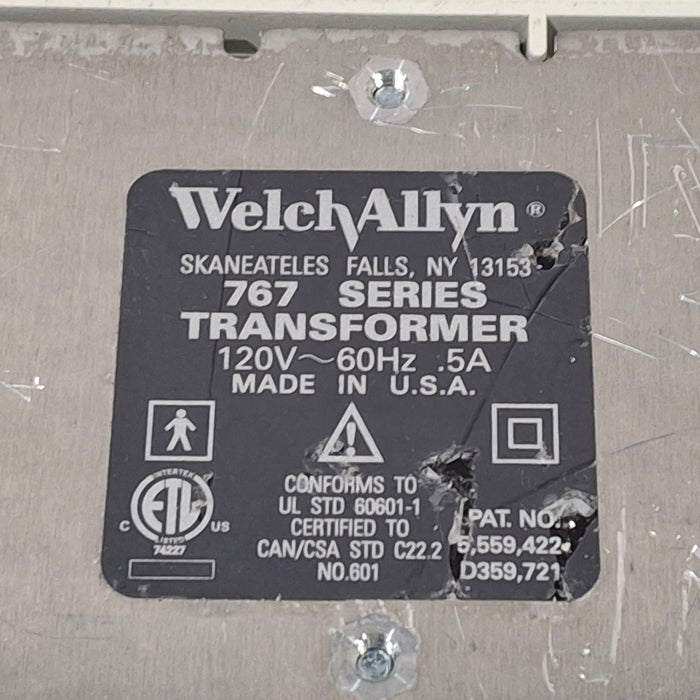 WelchAllyn®
SKANEATELES FALLS, NY 13153
767 SERIES
TRANSFORMER
120V~60Hz .5A
MADE IN U.S.A.
INTERTEK
ETL
LISTED
C US
74227
CONFORMS TO
UL STD 60601-1
CERTIFIED TO
CAN/CSA STD C22.2
NO.601
PAT. NO.
5,559,422
D359,721